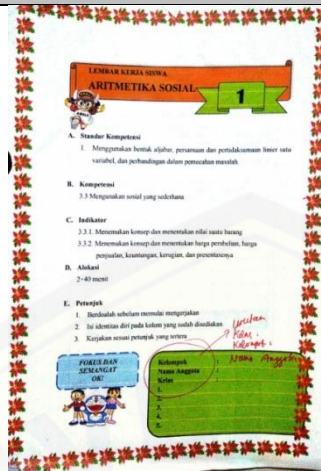 LEMBAR KERJA SISWA
ARITMETIKA SOSIAL
1
A. Standar Kompetensi
1. Menggunakan bentuk aljabar, persamaan dan pertidaksamaan linier satu
variabel, dan perbandingan dalam pemecahan masalah.
B. Kompetensi
3.3 Mengunakan sosial yang sederhana
C. Indikator
3.3.1. Menemukan konsep dan menentukan nilai suatu barang
3.3.2. Menemukan konsep dan menentukan harga pembelian, harga
penjualan, keuntungan, kerugian, dan presentasenya
D. Alokasi
2×40 menit
E. Petunjuk
1. Berdoalah sebelum memulai mengerjakan
2. Isi identitas diri pada kolom yang sudah disediakan
3. Kerjakan sesuai petunjuk yang tertera
Kelas.
Kelompok.
Nama Anggota
FOKUS DAN
SEMANGAT
OK!
Kelompok :
Nama Anggota :
Kelas :
1.
2.
3.
4.
5.